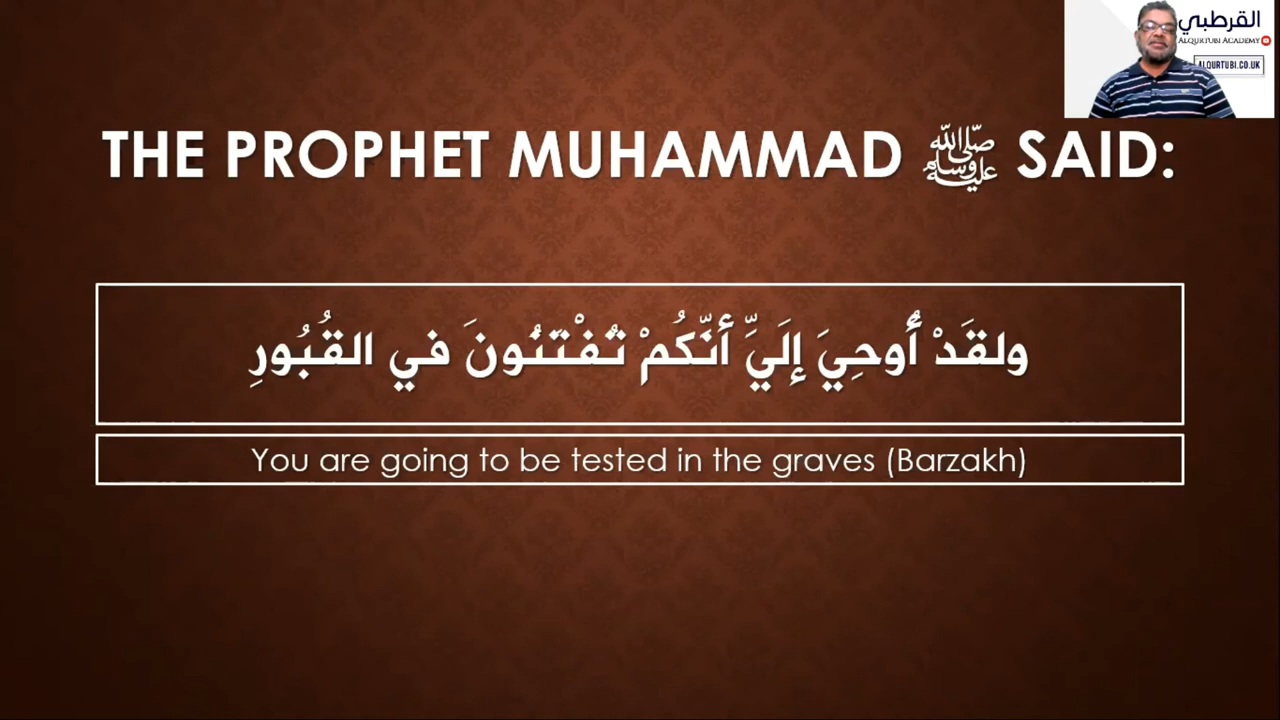 القرطبي
ALQURTUBI ACADEMY
ALQURTUBI.CO.UK
THE PROPHET MUHAMMAD ﷺ SAID:
ولقَدْ أُوحِيَ إلَيَّ أنَّكُمْ تُفْتَنُونَ في القُبُورِ
You are going to be tested in the graves (Barzakh)